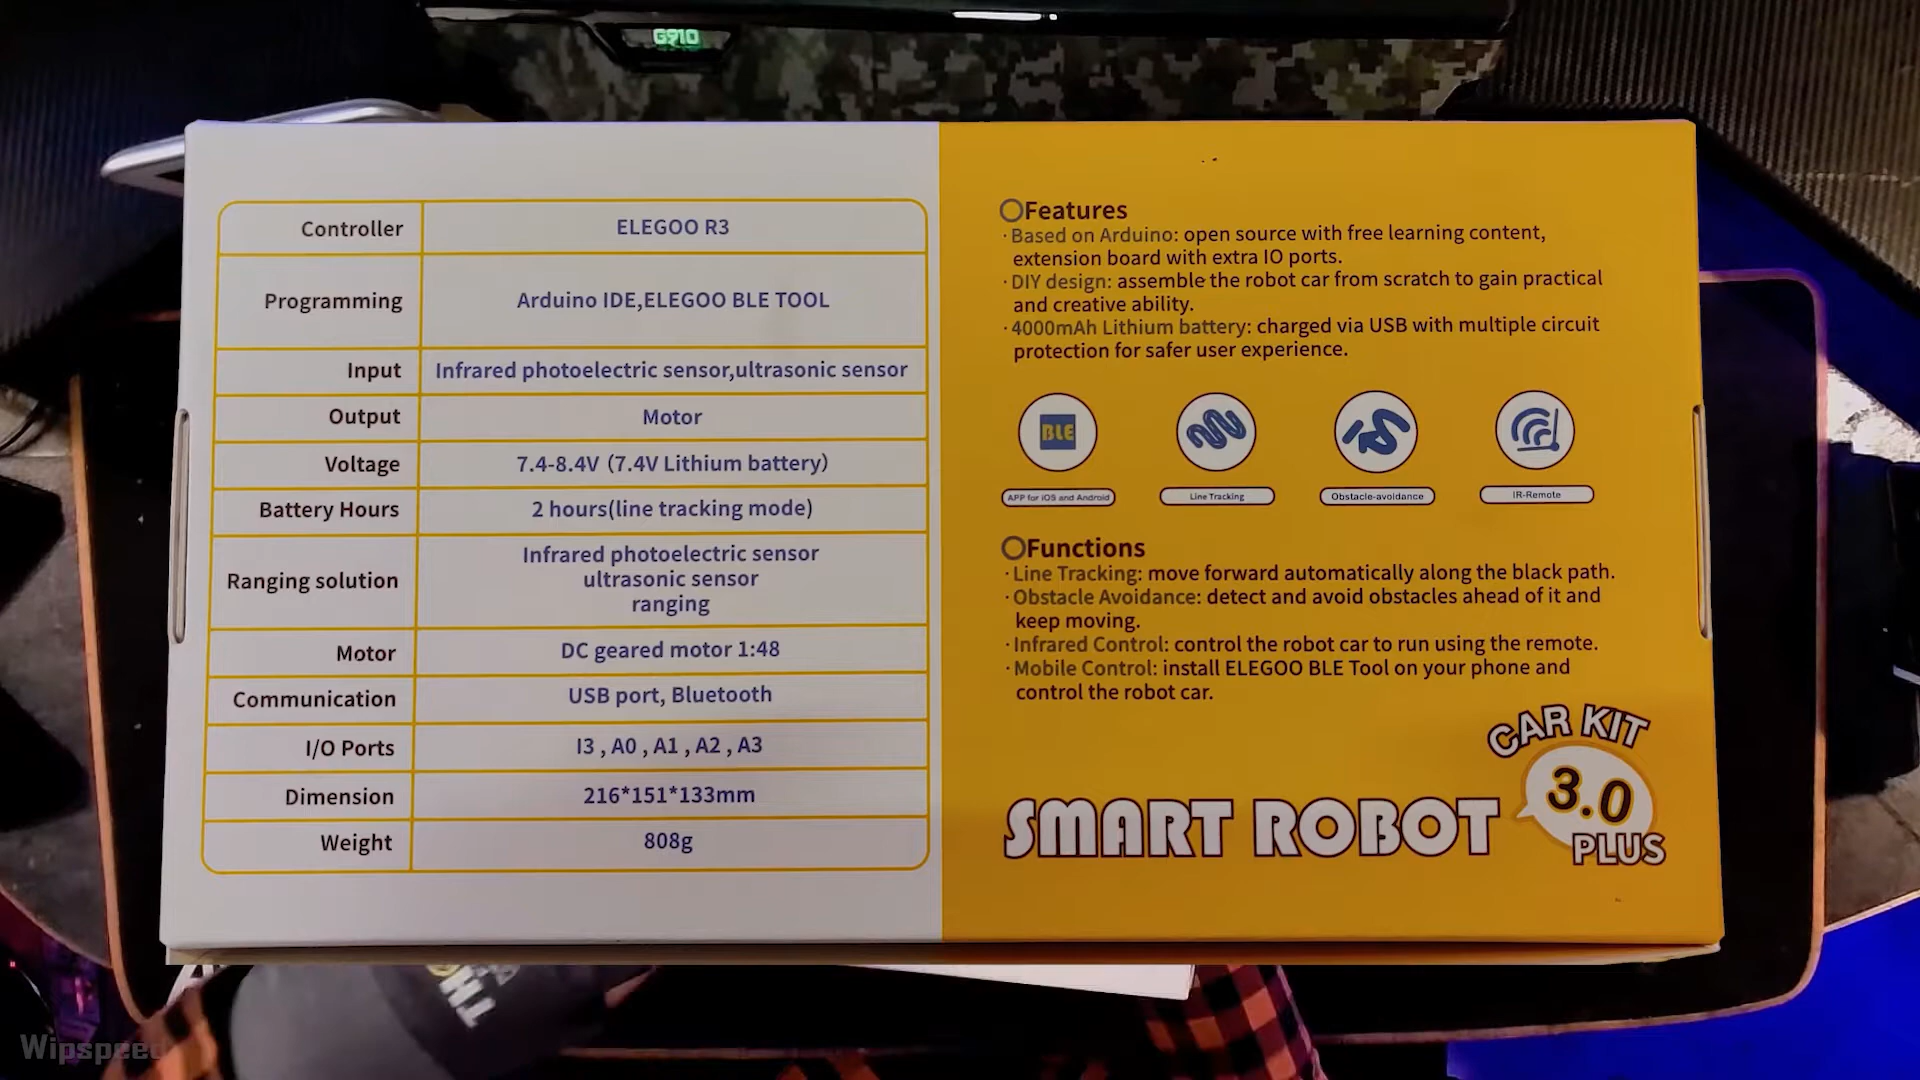 G910
Controller ELEGOO R3
Programming Arduino IDE,ELEGOO BLE TOOL
Input Infrared photoelectric sensor,ultrasonic sensor
Output Motor
Voltage 7.4-8.4V (7.4V Lithium battery)
Battery Hours 2 hours(line tracking mode)
Ranging solution Infrared photoelectric sensor
ultrasonic sensor
ranging
Motor DC geared motor 1:48
Communication USB port, Bluetooth
I/O Ports I3 , A0 , A1 , A2 , A3
Dimension 216*151*133mm
Weight 808g
Features
· Based on Arduino: open source with free learning content,
extension board with extra IO ports.
· DIY design: assemble the robot car from scratch to gain practical
and creative ability.
· 4000mAh Lithium battery: charged via USB with multiple circuit
protection for safer user experience.
BLE
APP for iOS and Android
Line Tracking
Obstacle-avoidance
IR-Remote
Functions
· Line Tracking: move forward automatically along the black path.
· Obstacle Avoidance: detect and avoid obstacles ahead of it and
keep moving.
· Infrared Control: control the robot car to run using the remote.
· Mobile Control: install ELEGOO BLE Tool on your phone and
control the robot car.
CAR KIT
SMART ROBOT 3.0
PLUS
TH
Wipspeed